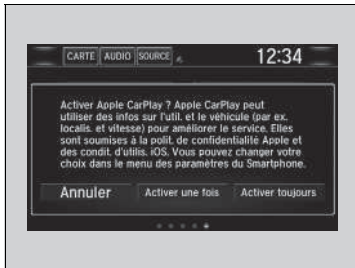 CARTE AUDIO SOURCE 12:34
Activer Apple CarPlay ? Apple CarPlay peut
utiliser des infos sur l'util. et le véhicule (par ex.
localis. et vitesse) pour améliorer le service. Elles
sont soumises à la polit. de confidentialité Apple et
des condit. d'utilis. iOS. Vous pouvez changer votre
choix dans le menu des paramètres du Smartphone.
Annuler Activer une fois Activer toujours